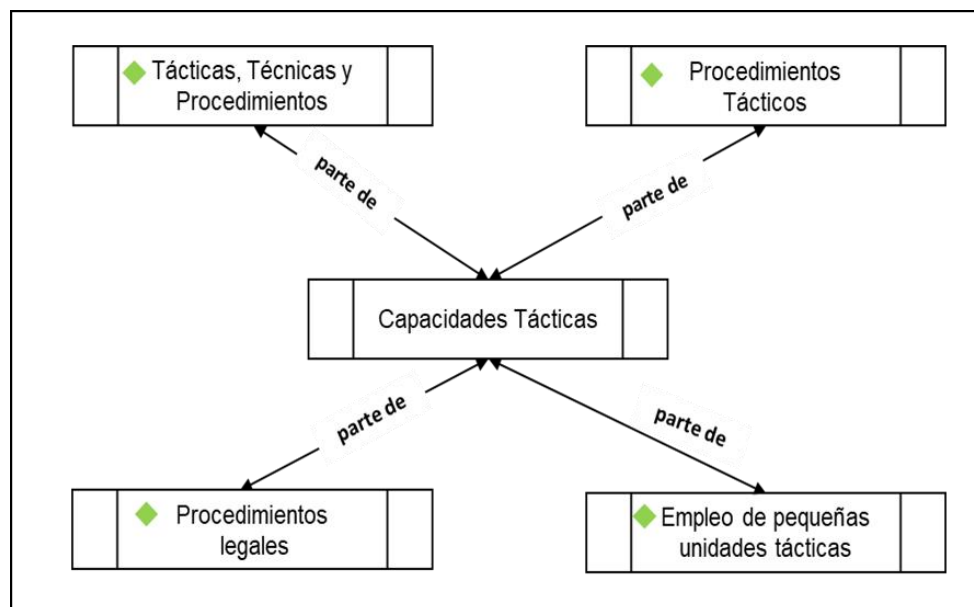 Tácticas, Técnicas y
Procedimientos
Procedimientos
Tácticos
parte de
parte de
Capacidades Tácticas
parte de
parte de
Procedimientos
legales
Empleo de pequeñas
unidades tácticas